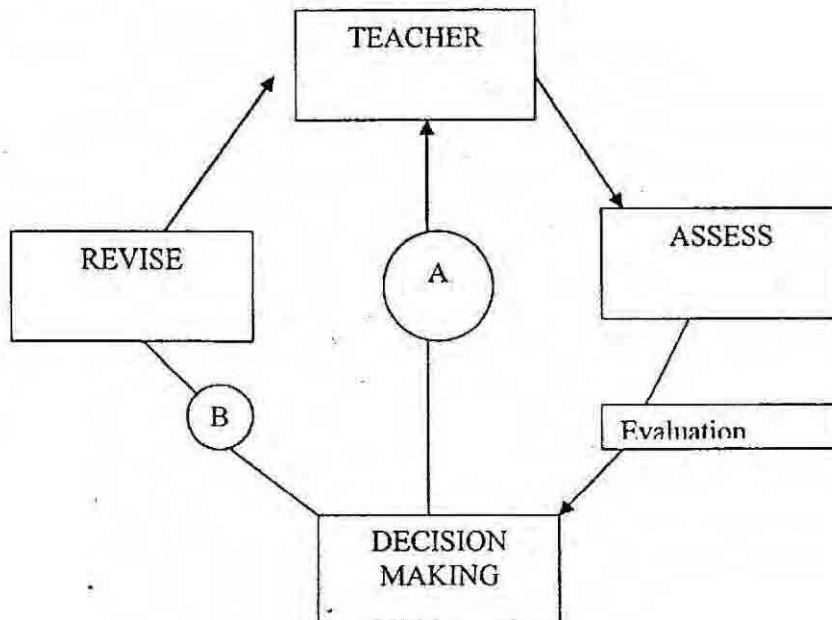 TEACHER
REVISE
A
ASSESS
B
Evaluation
DECISION
MAKING